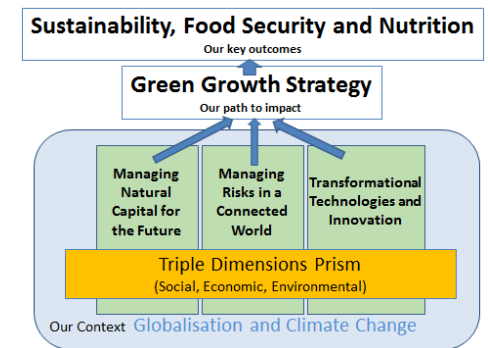 Sustainability, Food Security and Nutrition
Our key outcomes
Green Growth Strategy
Our path to impact
Managing
Natural
Capital for
the Future
Managing
Risks in a
Connected
World
Transformational
Technologies and
Innovation
Triple Dimensions Prism
(Social, Economic, Environmental)
Our Context Globalisation and Climate Change